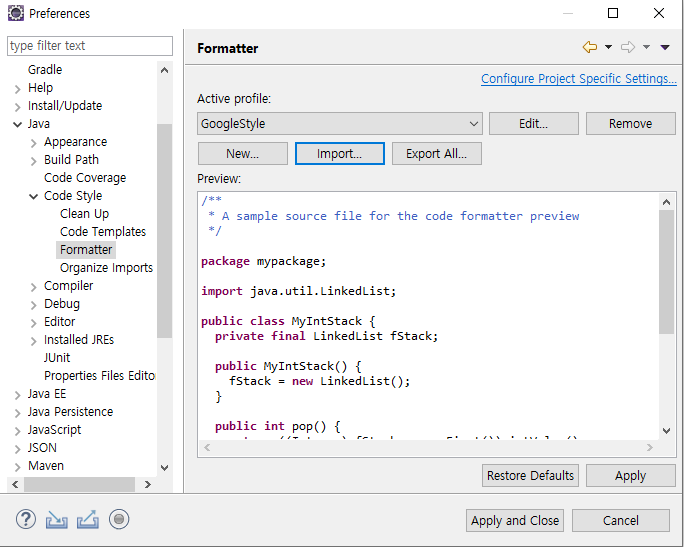 Preferences
type filter text
Gradle
Help
Install/Update
Java
Appearance
Build Path
Code Coverage
Code Style
Clean Up
Code Templates
Formatter
Organize Imports
Compiler
Debug
Editor
Installed JREs
JUnit
Properties Files Edito
Java EE
Java Persistence
JavaScript
JSON
Maven
Formatter
Configure Project Specific Settings...
Active profile:
GoogleStyle
Edit...
Remove
New...
Import...
Export All...
Preview:
/**
* A sample source file for the code formatter preview
*/
package mypackage;
import java.util.LinkedList;
public class MyIntStack {
private final LinkedList fStack;
public MyIntStack() {
fStack = new LinkedList();
}
public int pop() {
Restore Defaults
Apply
Apply and Close
Cancel